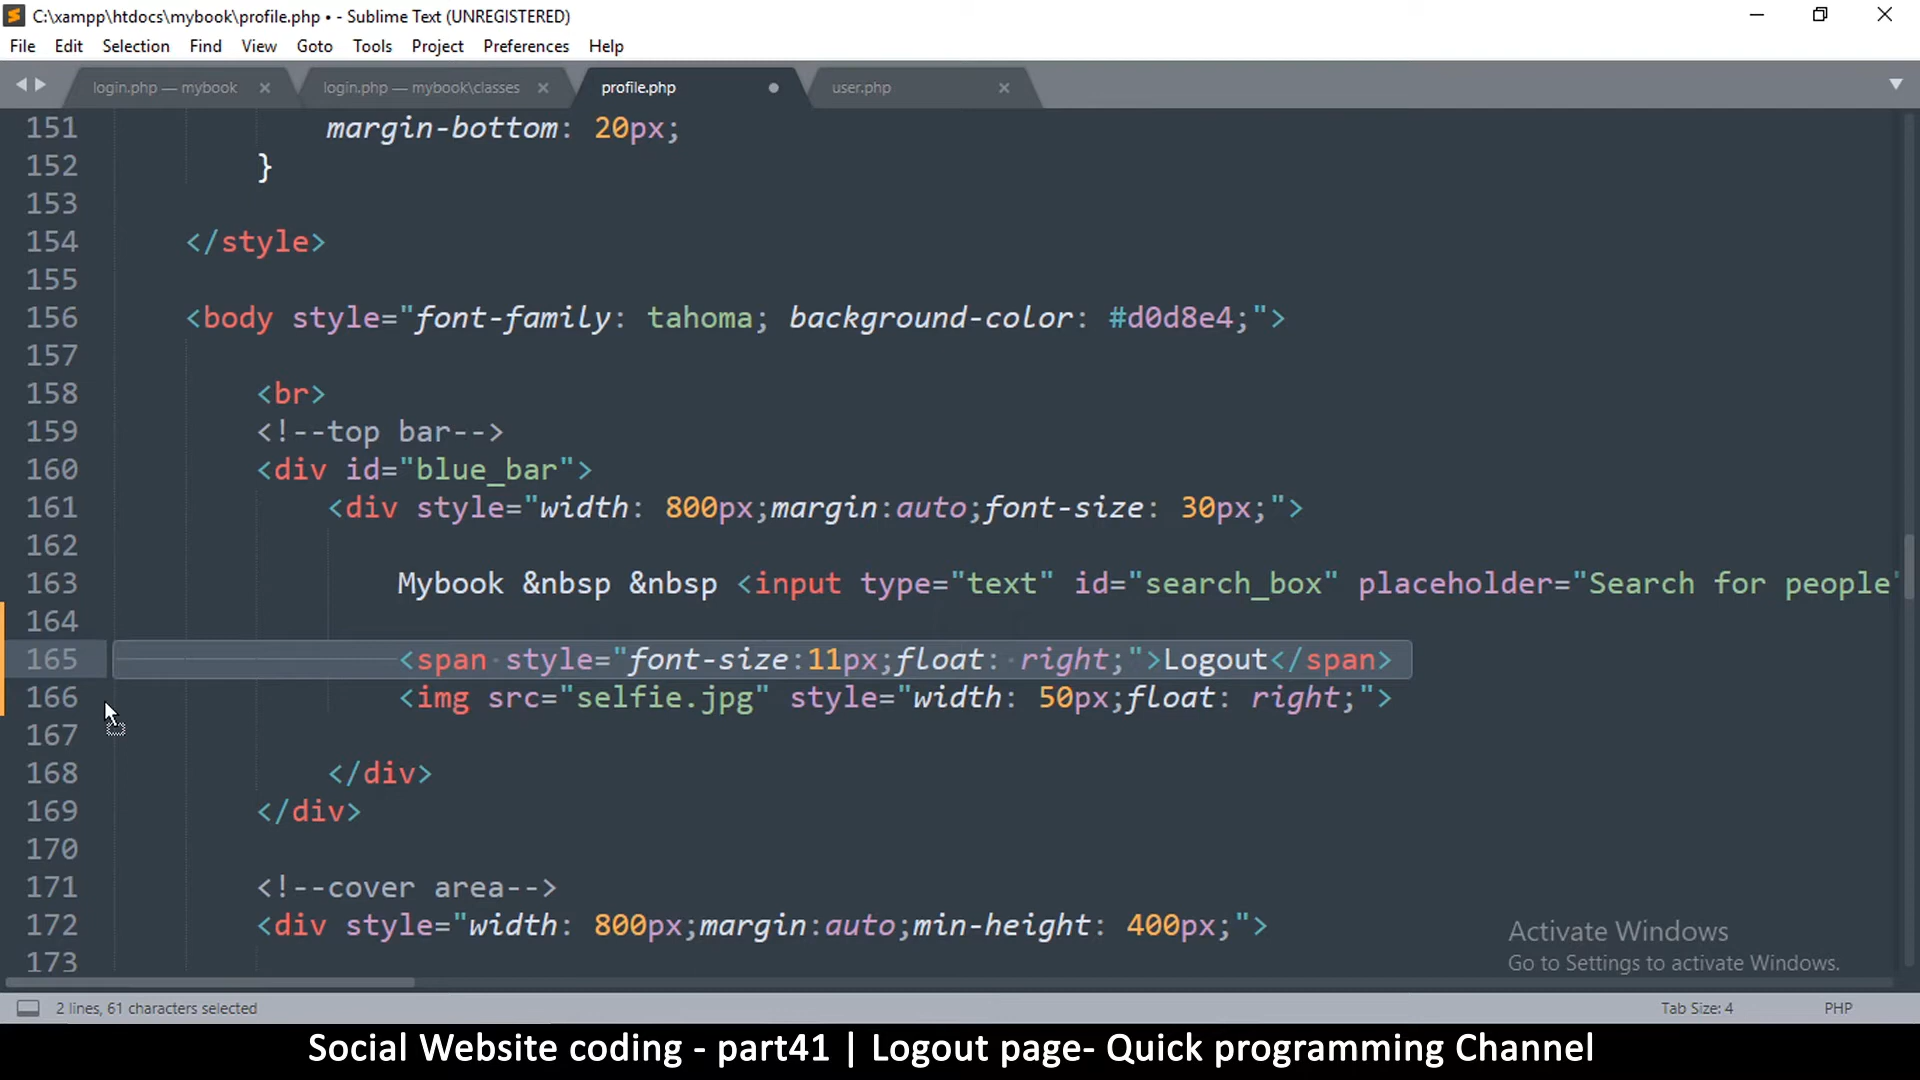 C:\xampp\htdocs\mybook\profile.php • - Sublime Text (UNREGISTERED)
File Edit Selection Find View Goto Tools Project Preferences Help
login.php — mybook login.php — mybook\classes profile.php user.php
151 margin-bottom: 20px;
152 }
153
154 </style>
155
156 <body style="font-family: tahoma; background-color: #d0d8e4;">
157
158 <br>
159 <!--top bar-->
160 <div id="blue_bar">
161 <div style="width: 800px;margin:auto;font-size: 30px;">
162
163 Mybook &nbsp &nbsp <input type="text" id="search_box" placeholder="Search for people"
164
165 <span style="font-size:11px;float: right;">Logout</span>
166 <img src="selfie.jpg" style="width: 50px;float: right;">
167
168 </div>
169 </div>
170
171 <!--cover area-->
172 <div style="width: 800px;margin:auto;min-height: 400px;">
173
Activate Windows
Go to Settings to activate Windows.
2 lines, 61 characters selected Tab Size: 4 PHP
Social Website coding - part41 | Logout page- Quick programming Channel